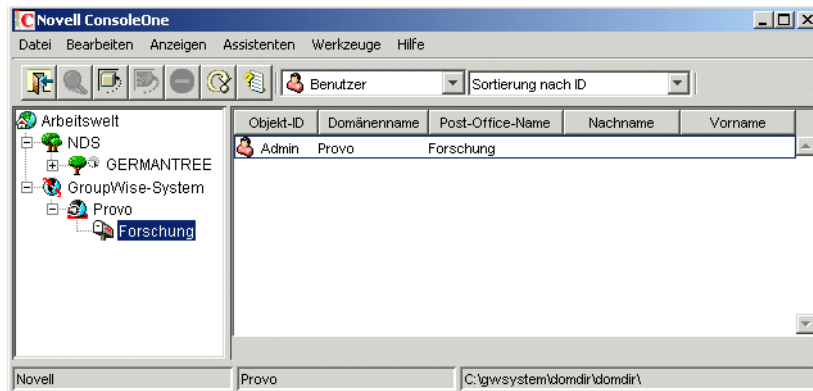 Novell ConsoleOne
Datei Bearbeiten Anzeigen Assistenten Werkzeuge Hilfe
Benutzer Sortierung nach ID
Arbeitswelt
NDS
GERMANTREE
GroupWise-System
Provo
Forschung
Objekt-ID Domänenname Post-Office-Name Nachname Vorname
Admin Provo Forschung
Novell Provo C:\gwsystem\domdir\domdir\